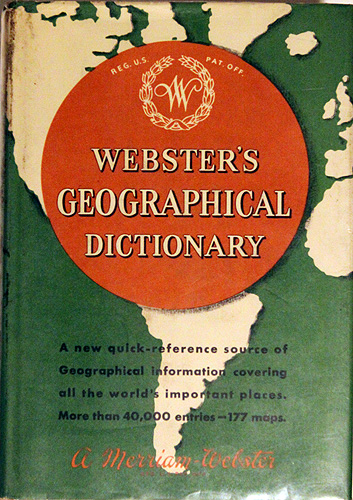 REG. U.S. PAT. OFF.
W
WEBSTER'S
GEOGRAPHICAL
DICTIONARY
A new quick-reference source of
Geographical information covering
all the world's important places.
More than 40,000 entries—177 maps.
A Merriam-Webster